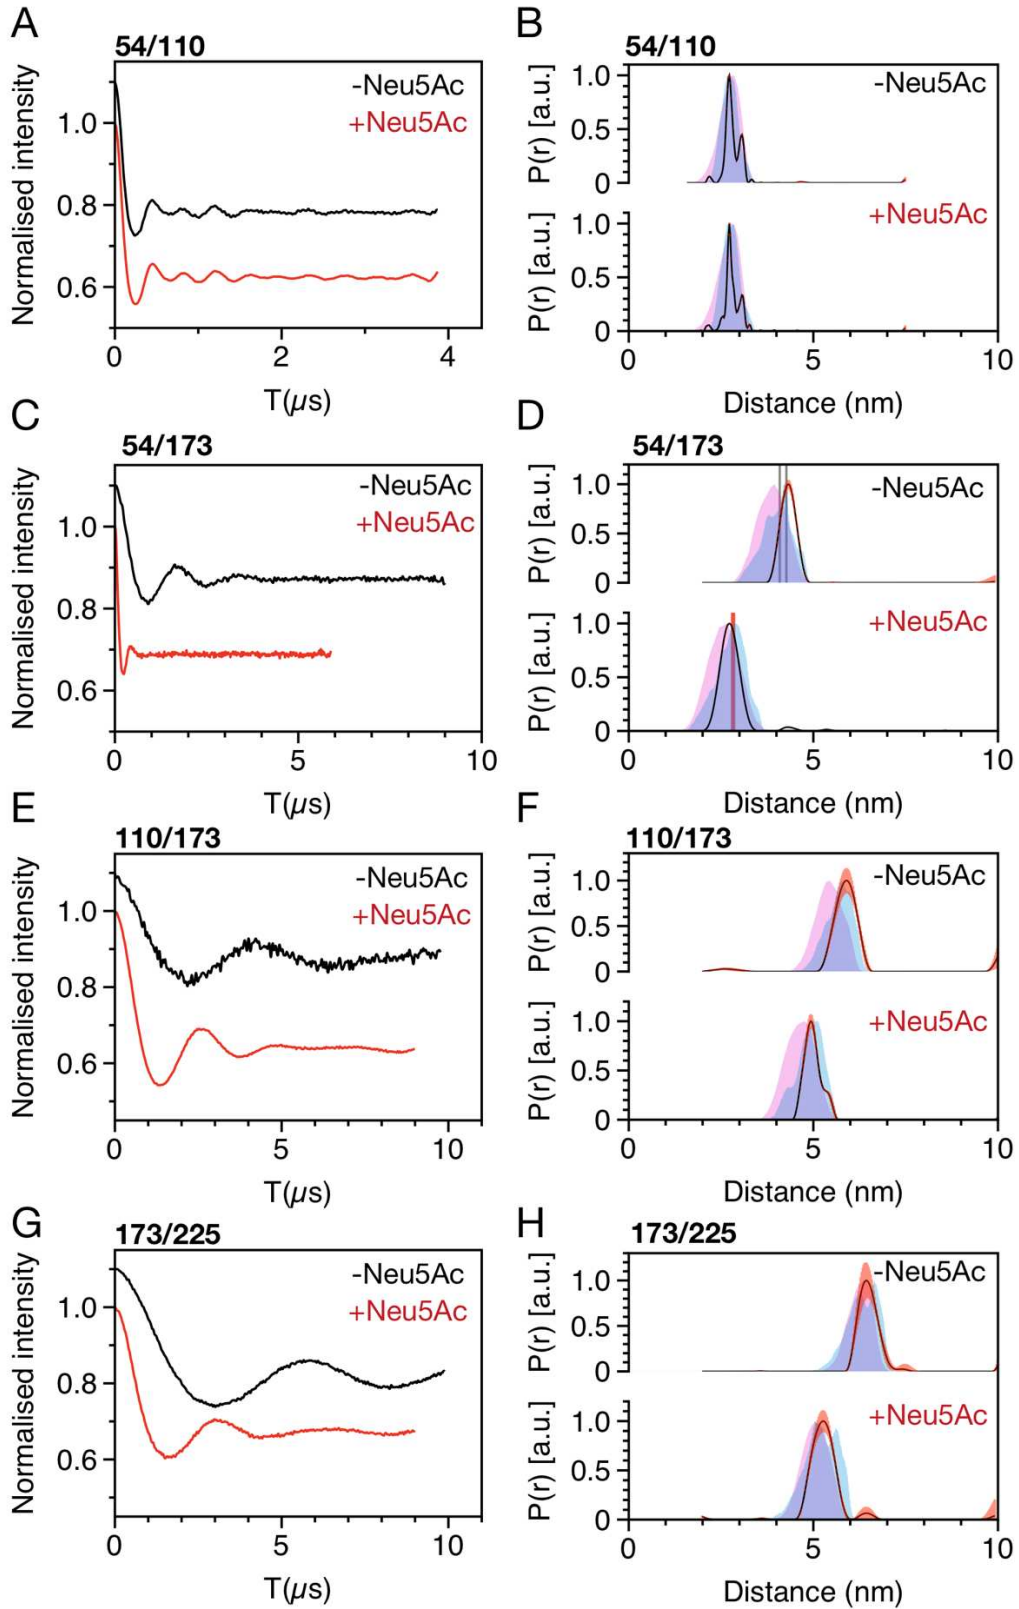 A
54/110
Normalised intensity
1.0
0.8
0.6
-Neu5Ac
+Neu5Ac
0 2 4
T(µs)
B
54/110
P(r) [a.u.]
1.0
0.5
0
-Neu5Ac
P(r) [a.u.]
1.0
0.5
0
+Neu5Ac
0 5 10
Distance (nm)
C
54/173
Normalised intensity
1.0
0.8
0.6
-Neu5Ac
+Neu5Ac
0 5 10
T(µs)
D
54/173
P(r) [a.u.]
1.0
0.5
0
-Neu5Ac
P(r) [a.u.]
1.0
0.5
0
+Neu5Ac
0 5 10
Distance (nm)
E
110/173
Normalised intensity
1.0
0.8
0.6
-Neu5Ac
+Neu5Ac
0 5 10
T(µs)
F
110/173
P(r) [a.u.]
1.0
0.5
0
-Neu5Ac
P(r) [a.u.]
1.0
0.5
0
+Neu5Ac
0 5 10
Distance (nm)
G
173/225
Normalised intensity
1.0
0.8
0.6
-Neu5Ac
+Neu5Ac
0 5 10
T(µs)
H
173/225
P(r) [a.u.]
1.0
0.5
0
-Neu5Ac
P(r) [a.u.]
1.0
0.5
0
+Neu5Ac
0 5 10
Distance (nm)